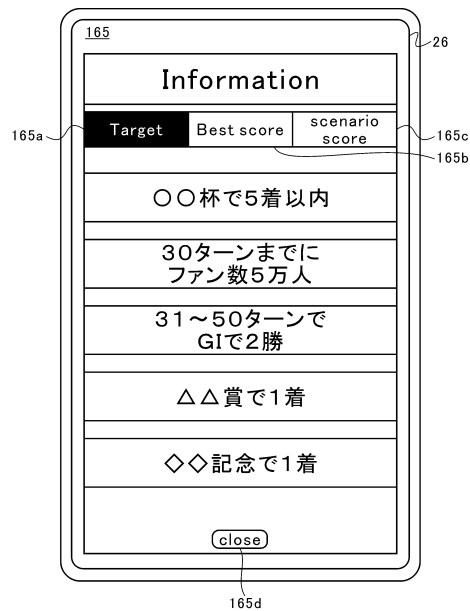 165
26
Information
165a
Target
Best score
scenario
score
165c
165b
〇〇杯で5着以内
30ターンまでに
ファン数5万人
31～50ターンで
GIで2勝
△△賞で1着
◇◇記念で1着
close
165d